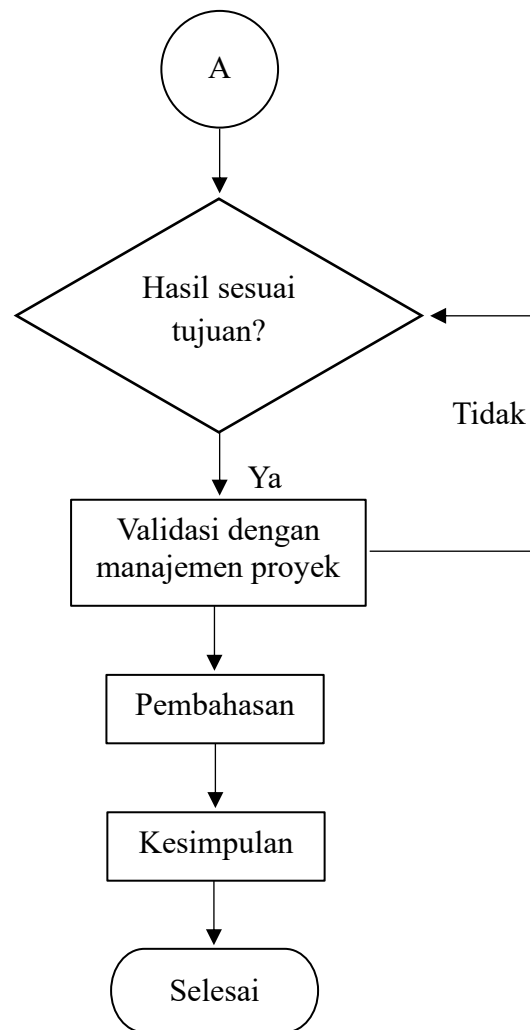 A
Hasil sesuai
tujuan?
Tidak
Ya
Validasi dengan
manajemen proyek
Pembahasan
Kesimpulan
Selesai